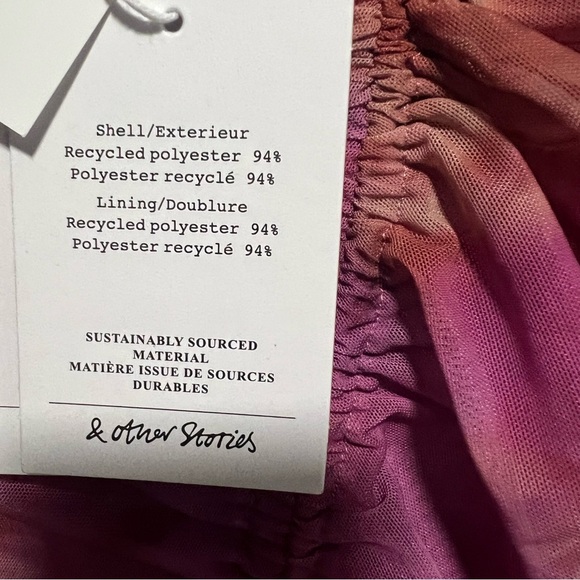 Shell/Exterieur
Recycled polyester 94%
Polyester recyclé 94%
Lining/Doublure
Recycled polyester 94%
Polyester recyclé 94%
SUSTAINABLY SOURCED
MATERIAL
MATIÈRE ISSUE DE SOURCES
DURABLES
& other Stories